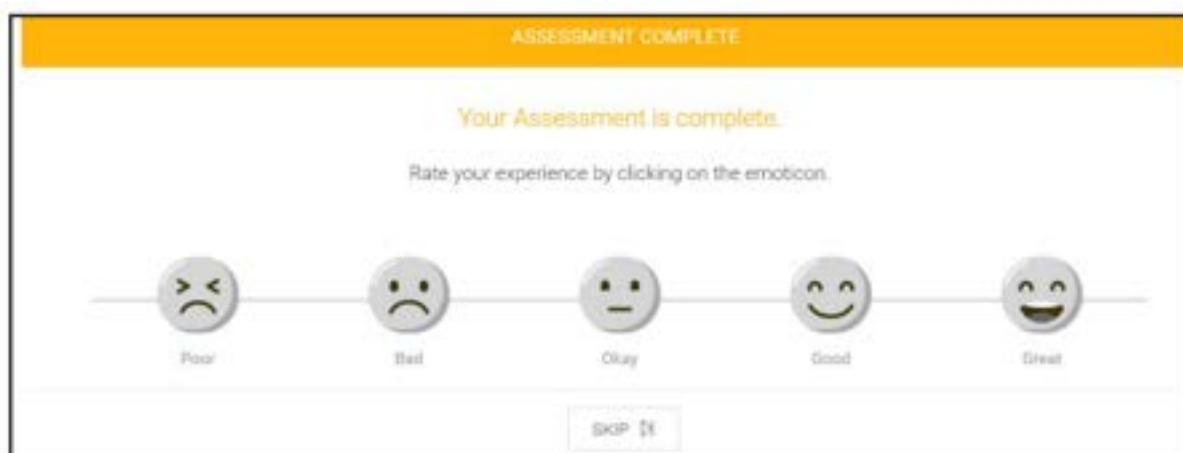 ASSESSMENT COMPLETE
Your Assessment is complete.
Rate your experience by clicking on the emoticon.
Poor Bad Okay Good Great
SKIP